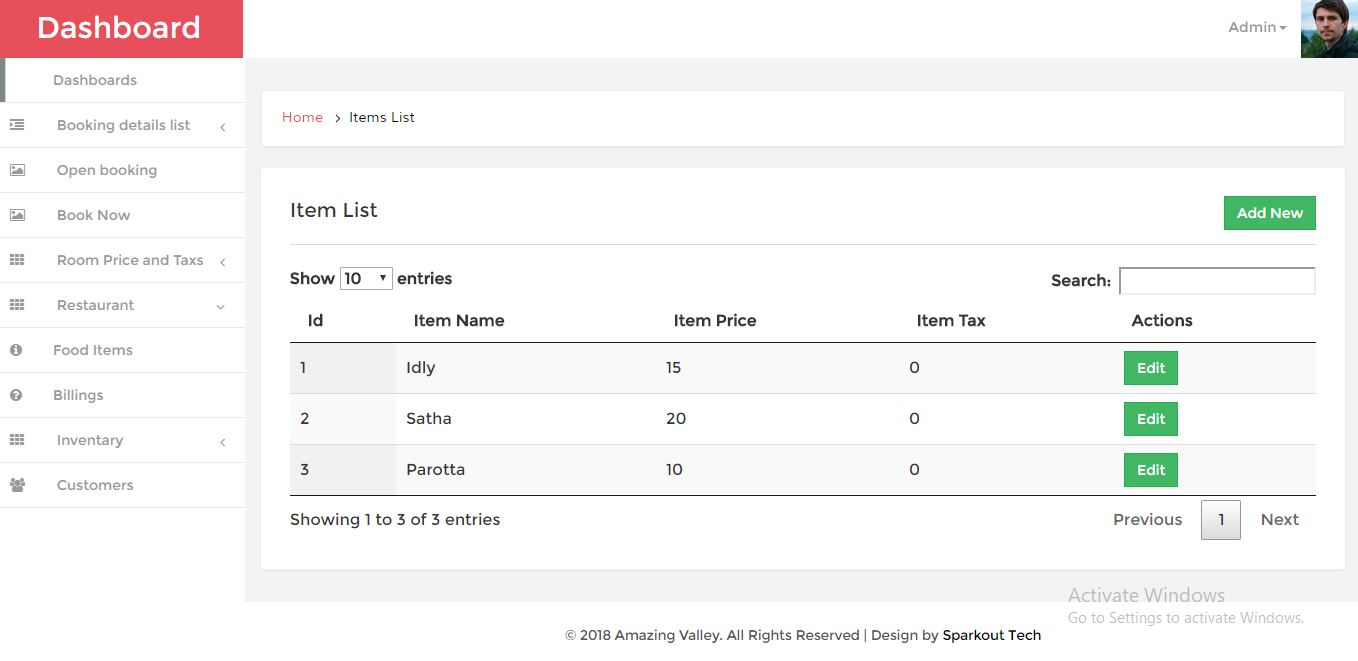 Dashboard
Admin
Dashboards
Booking details list
Open booking
Book Now
Room Price and Taxs
Restaurant
Food Items
Billings
Inventory
Customers
Home > Items List
Item List
Add New
Show 10 entries
Search:
Id Item Name Item Price Item Tax Actions
1 Idly 15 0 Edit
2 Satha 20 0 Edit
3 Parotta 10 0 Edit
Showing 1 to 3 of 3 entries
Previous 1 Next
Activate Windows
Go to Settings to activate Windows.
© 2018 Amazing Valley. All Rights Reserved | Design by Sparkout Tech